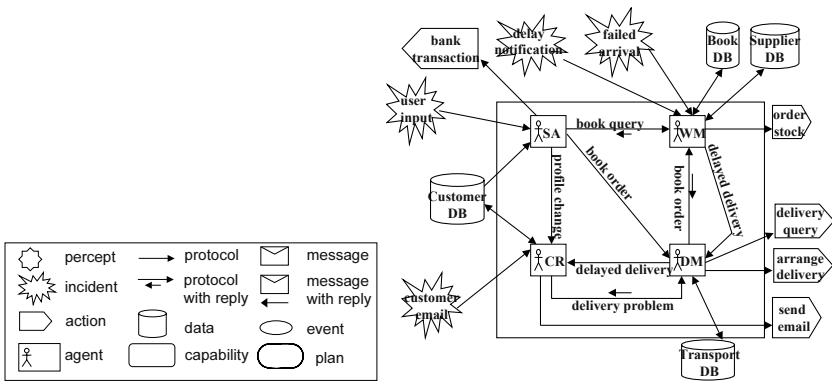 percept
protocol
message
incident
protocol
with reply
message
with reply
action
data
event
agent
capability
plan
bank
transaction
delay
notification
failed
arrival
Book
DB
Supplier
DB
user
input
SA
book query
WM
order
stock
Customer
DB
profile change
book order
book order
delayed delivery
delivery
query
CR
delayed delivery
DM
arrange
delivery
customer
email
delivery problem
send
email
Transport
DB